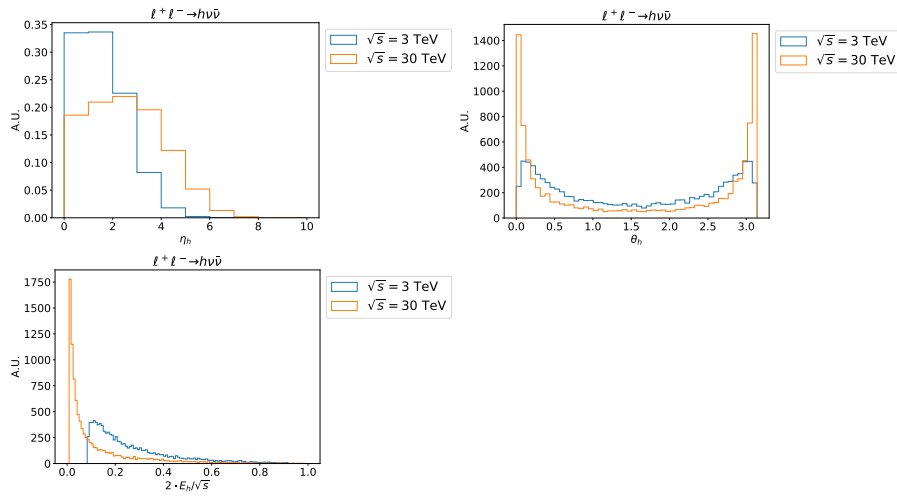 ℓ⁺ℓ⁻→hνν̄
√s = 3 TeV
√s = 30 TeV
A.U.
0.35
0.30
0.25
0.20
0.15
0.10
0.05
0.00
0 2 4 6 8 10
ηₕ
ℓ⁺ℓ⁻→hνν̄
√s = 3 TeV
√s = 30 TeV
A.U.
1400
1200
1000
800
600
400
200
0
0.0 0.5 1.0 1.5 2.0 2.5 3.0
θₕ
ℓ⁺ℓ⁻→hνν̄
√s = 3 TeV
√s = 30 TeV
A.U.
1750
1500
1250
1000
750
500
250
0
0.0 0.2 0.4 0.6 0.8 1.0
2•Eₕ/√s